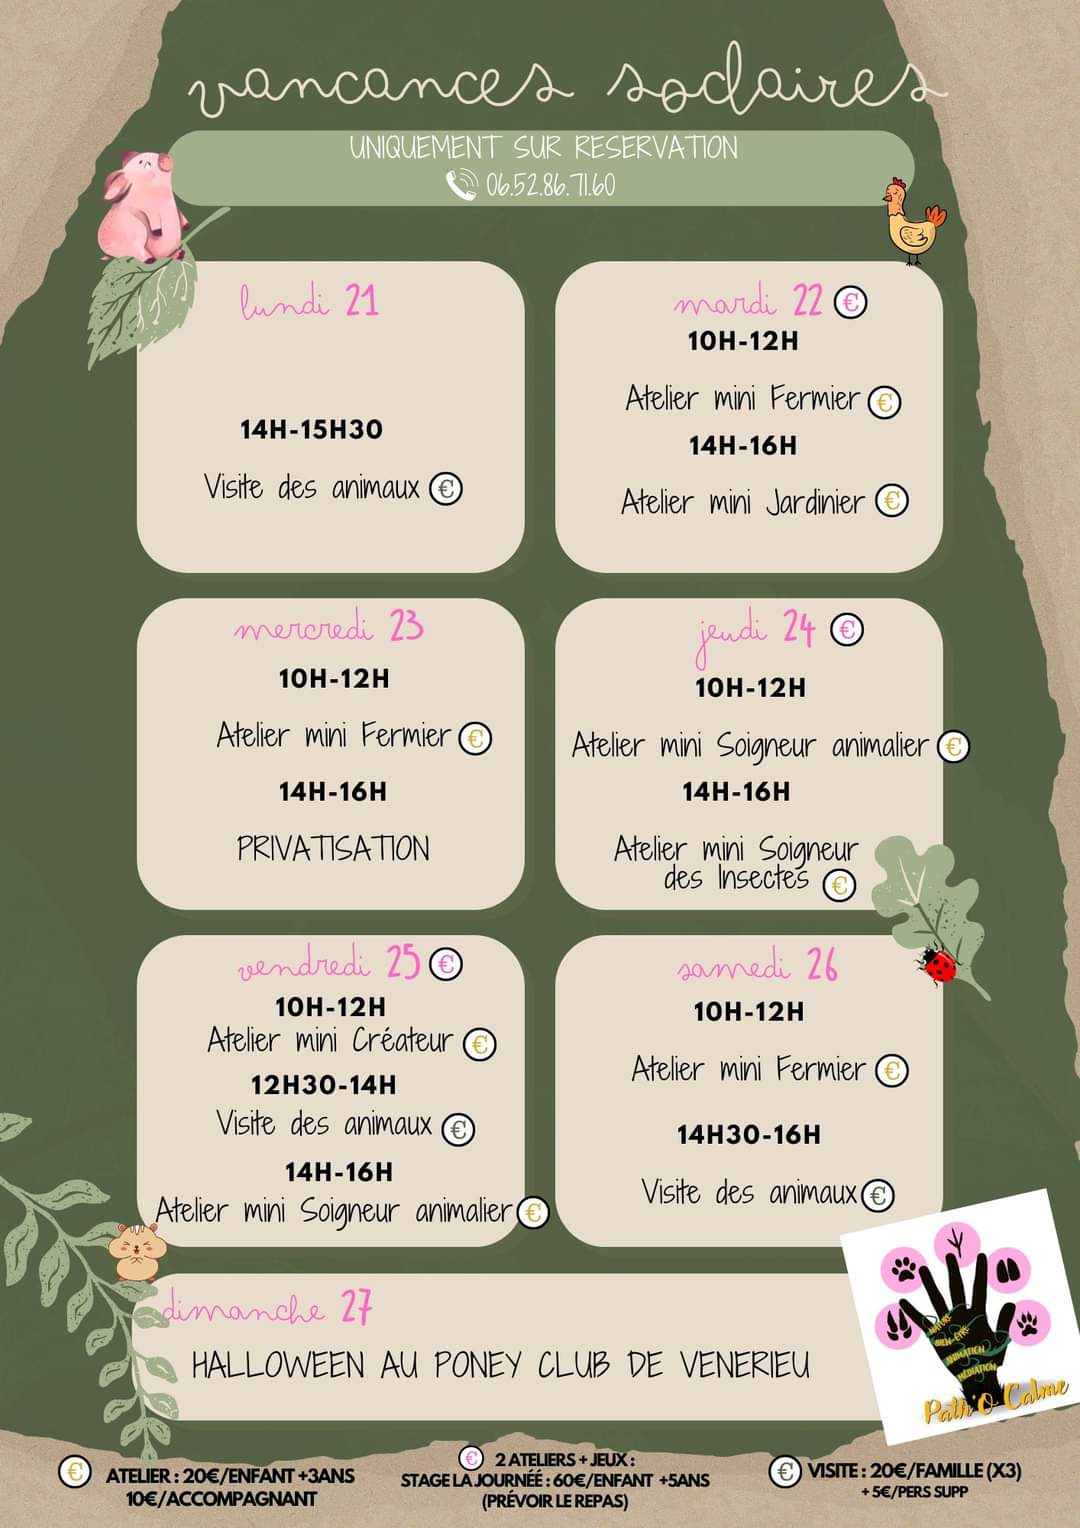 vancances scolaires
UNIQUEMENT SUR RESERVATION
06.52.86.71.60
lundi 21
14H-15H30
Visite des animaux €
mardi 22 €
10H-12H
Atelier mini Fermier €
14H-16H
Atelier mini Jardinier €
mercredi 23
10H-12H
Atelier mini Fermier €
14H-16H
PRIVATISATION
jeudi 24 €
10H-12H
Atelier mini Soigneur animalier €
14H-16H
Atelier mini Soigneur
des Insectes €
vendredi 25 €
10H-12H
Atelier mini Créateur €
12H30-14H
Visite des animaux €
14H-16H
Atelier mini Soigneur animalier €
samedi 26
10H-12H
Atelier mini Fermier €
14H30-16H
Visite des animaux €
dimanche 27
HALLOWEEN AU PONEY CLUB DE VENERIEU
NATURE
BIEN-ETRE
ANIMATION
MÉDIATION
Path'O Calme
€ ATELIER : 20€/ENFANT +3ANS
10€/ACCOMPAGNANT
€ 2 ATELIERS + JEUX :
STAGE LA JOURNÉÉ : 60€/ENFANT +5ANS
(PRÉVOIR LE REPAS)
€ VISITE : 20€/FAMILLE (X3)
+ 5€/PERS SUPP